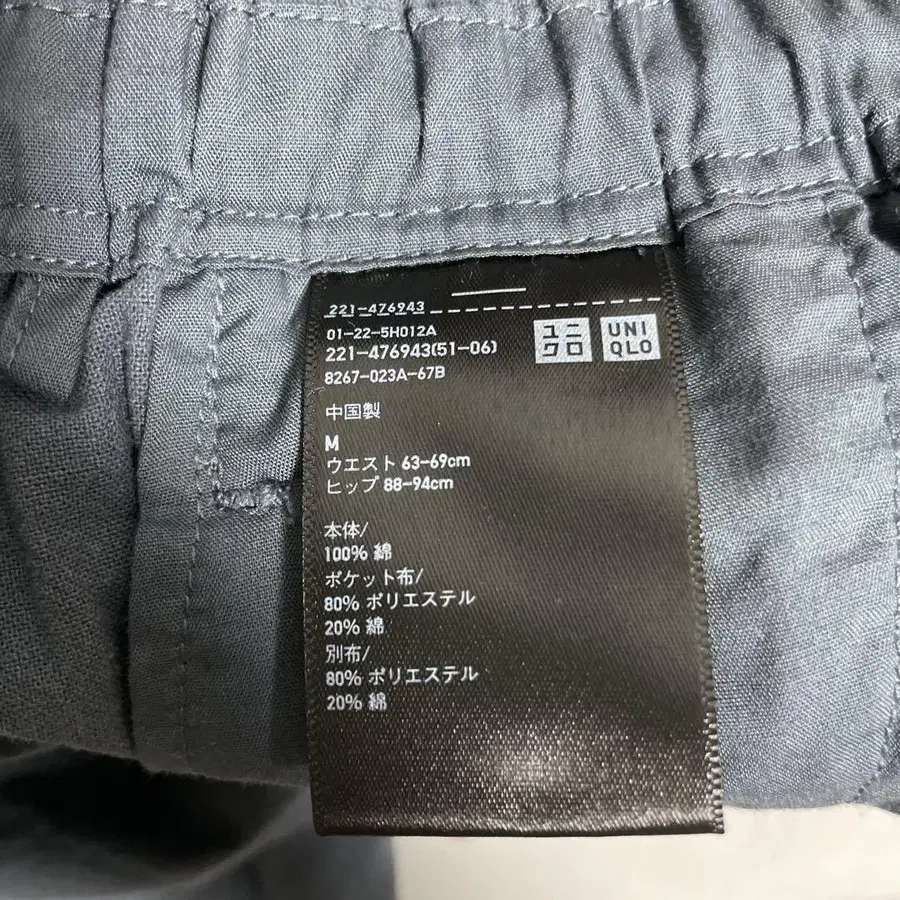 221-476943
01-22-5H012A
221-476943(51-06)
8267-023A-67B
ユニクロ
UNIQLO
中国製
M
ウエスト 63-69cm
ヒップ 88-94cm
本体/
100% 綿
ポケット布/
80% ポリエステル
20% 綿
別布/
80% ポリエステル
20% 綿